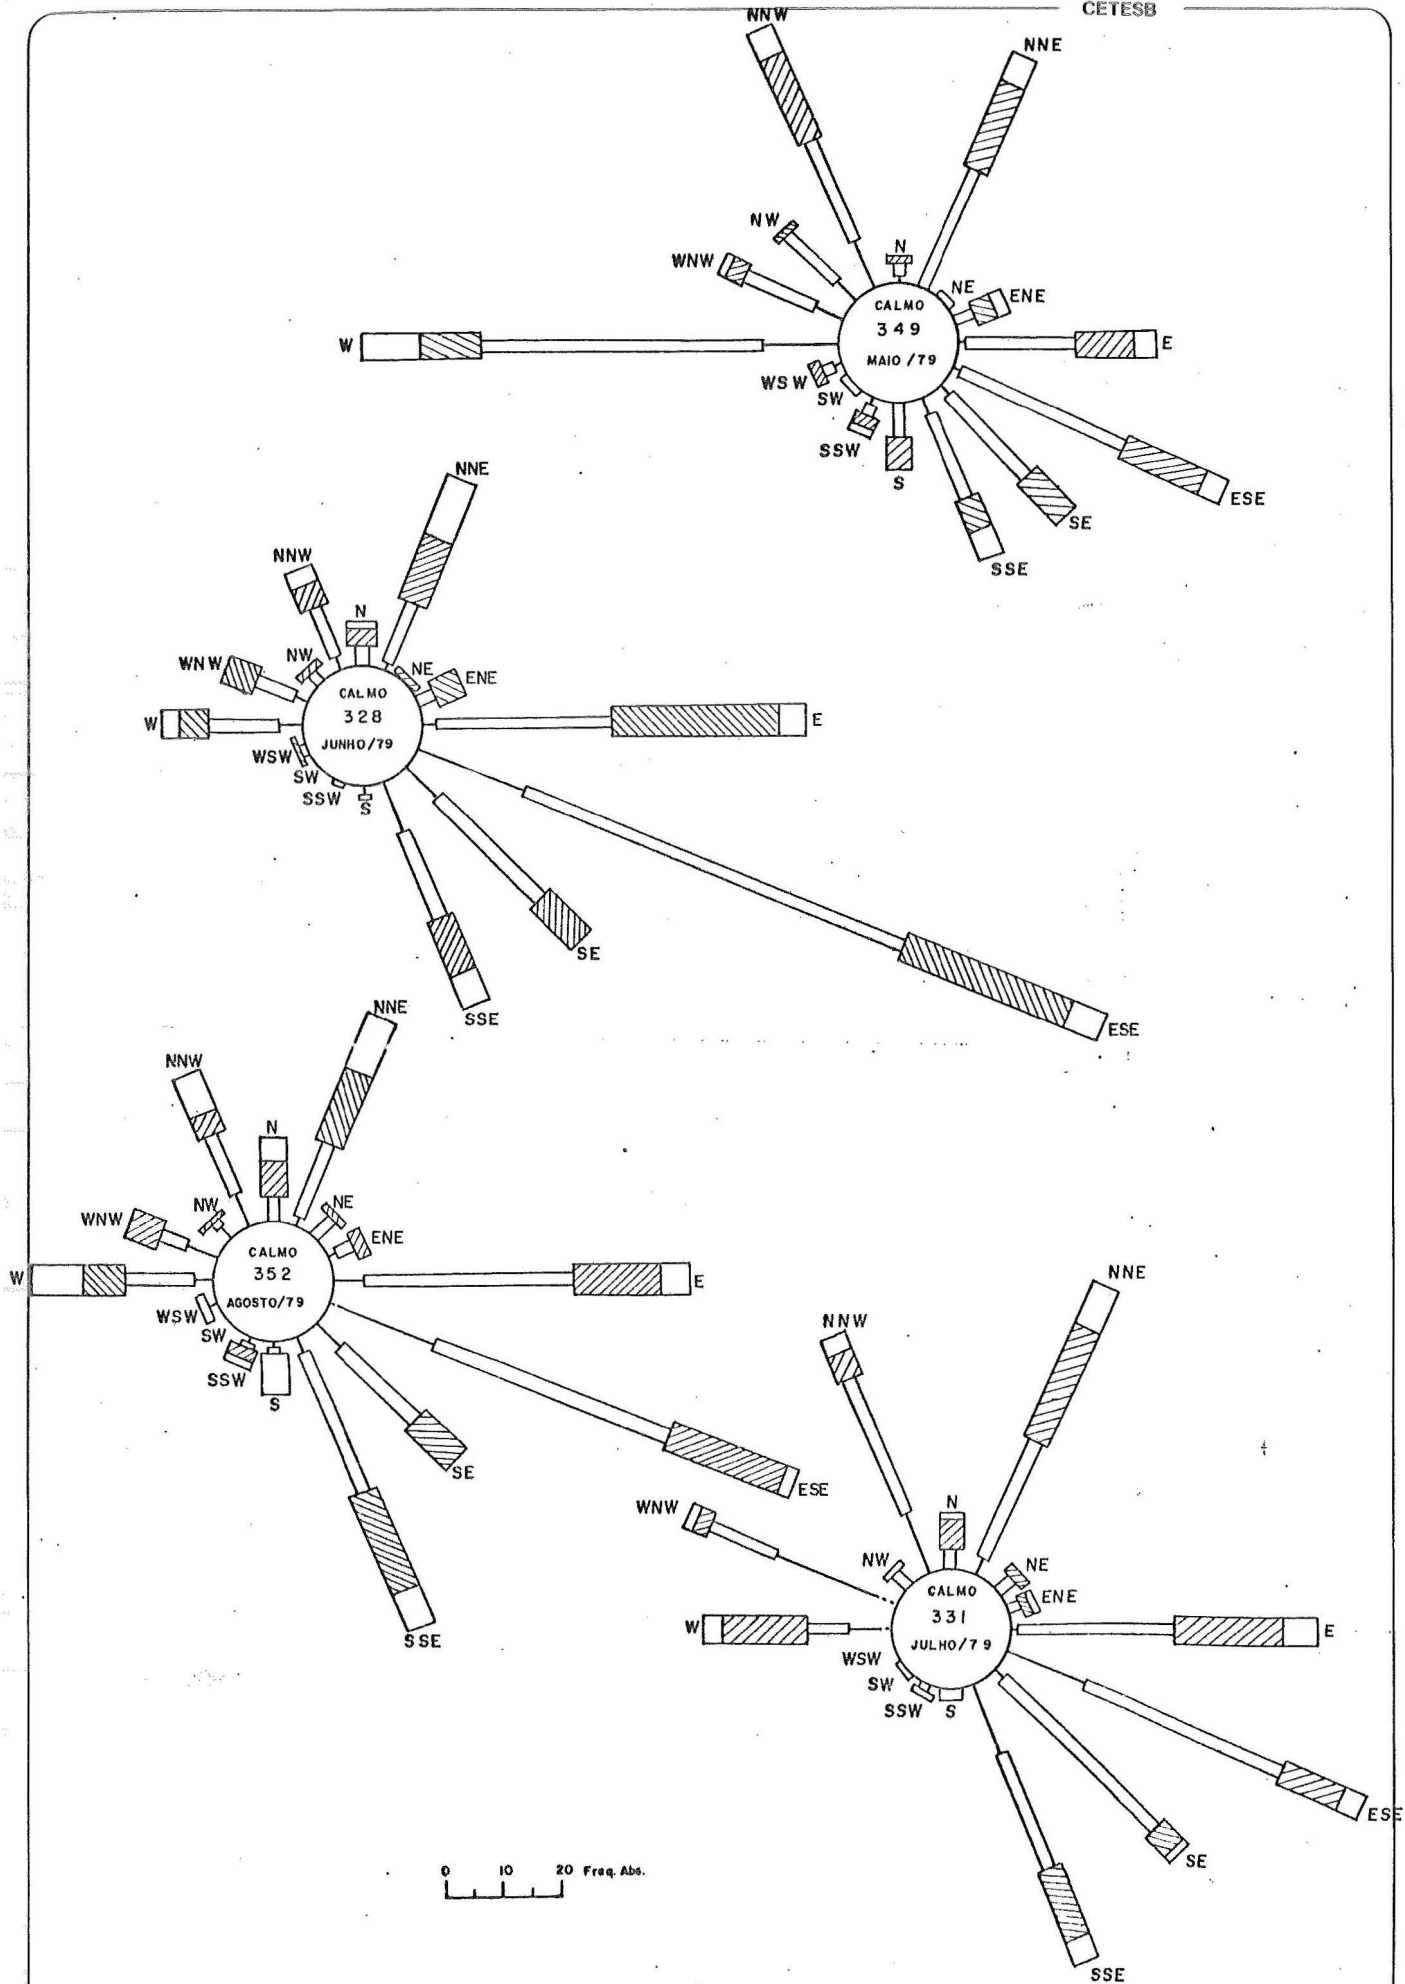 CETESB
NNW
NNE
NW
N
WNW
NE
ENE
CALMO
349
MAIO /79
W
E
WSW
SW
SSW
S
SSE
SE
ESE
NNE
NNW
N
WNW
NW
NE
ENE
CALMO
328
JUNHO/79
W
E
WSW
SW
SSW
S
SE
SSE
ESE
NNE
NNW
N
NW
NE
WNW
ENE
CALMO
352
AGOSTO/79
W
E
WSW
SW
SSW
S
SE
ESE
SSE
NNE
NNW
WNW
N
NW
NE
ENE
CALMO
331
JULHO/79
W
E
WSW
SW
SSW
S
ESE
SE
SSE
0 10 20 Freq. Abs.